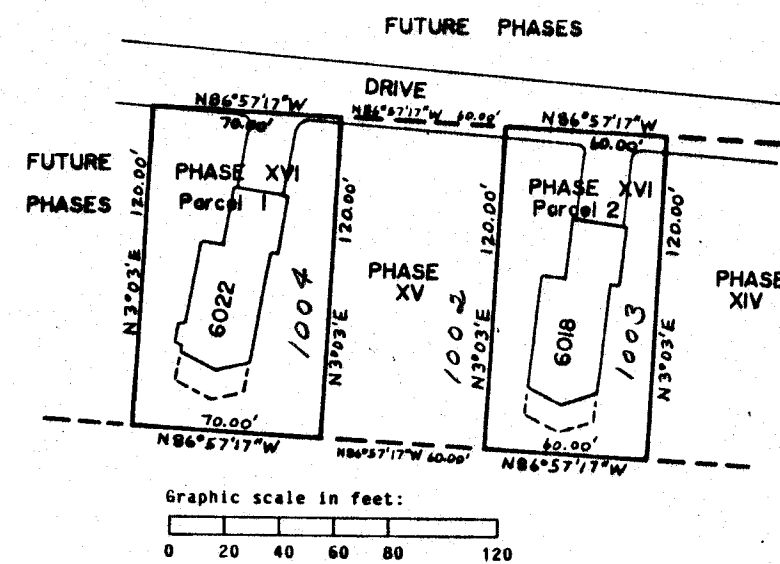 FUTURE PHASES
DRIVE
N86°57'17"W
70.00'
N86°57'17"W 60.00'
N86°57'17"W
60.00'
FUTURE
PHASES
120.00'
N3°03'E
PHASE XVI
Parcel 1
6022
1004
120.00'
N3°03'E
PHASE
XV
1002
120.00'
N3°03'E
PHASE XVI
Parcel 2
6018
1003
120.00'
N3°03'E
PHASE
XIV
70.00'
N86°57'17"W
N86°57'17"W 60.00'
60.00'
N86°57'17"W
Graphic scale in feet:
0 20 40 60 80 120